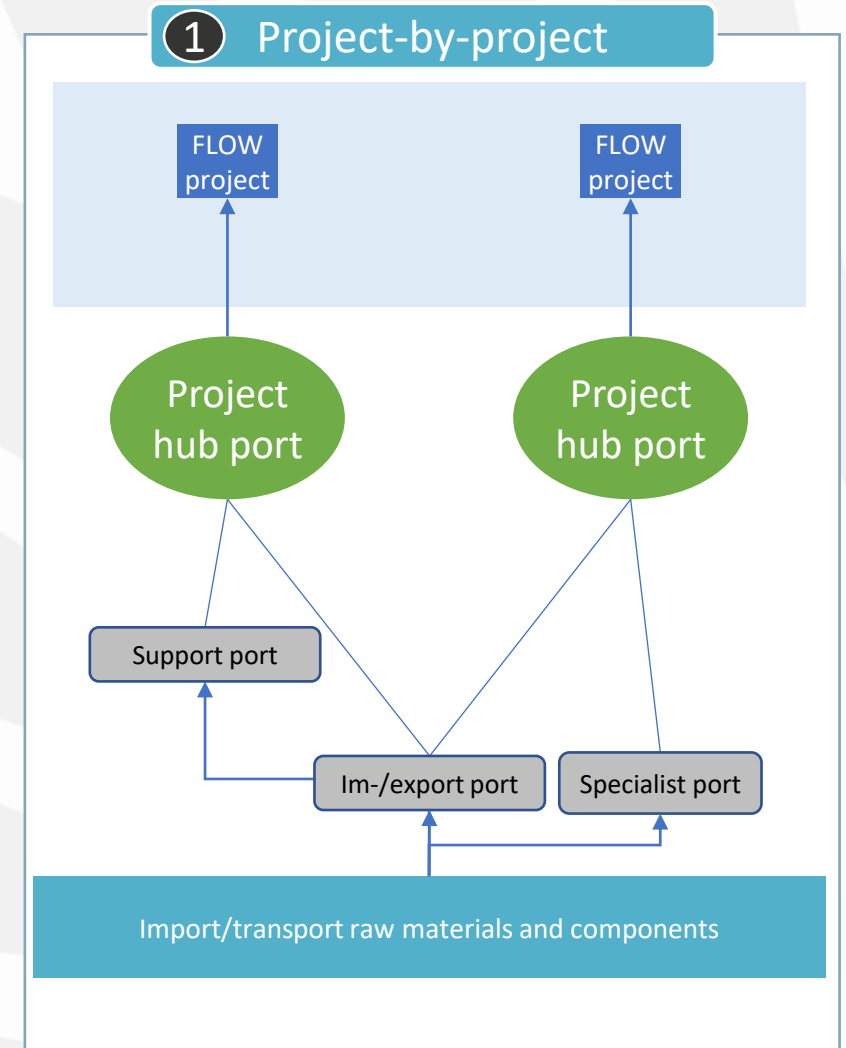 1 Project-by-project
FLOW
project
FLOW
project
Project
hub port
Project
hub port
Support port
Im-/export port
Specialist port
Import/transport raw materials and components